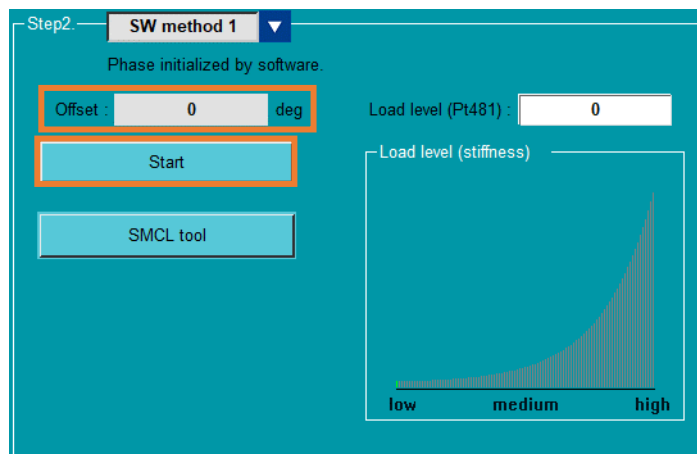 Step2. SW method 1
Phase initialized by software.
Offset : 0 deg
Load level (Pt481) : 0
Start
Load level (stiffness)
SMCL tool
low medium high